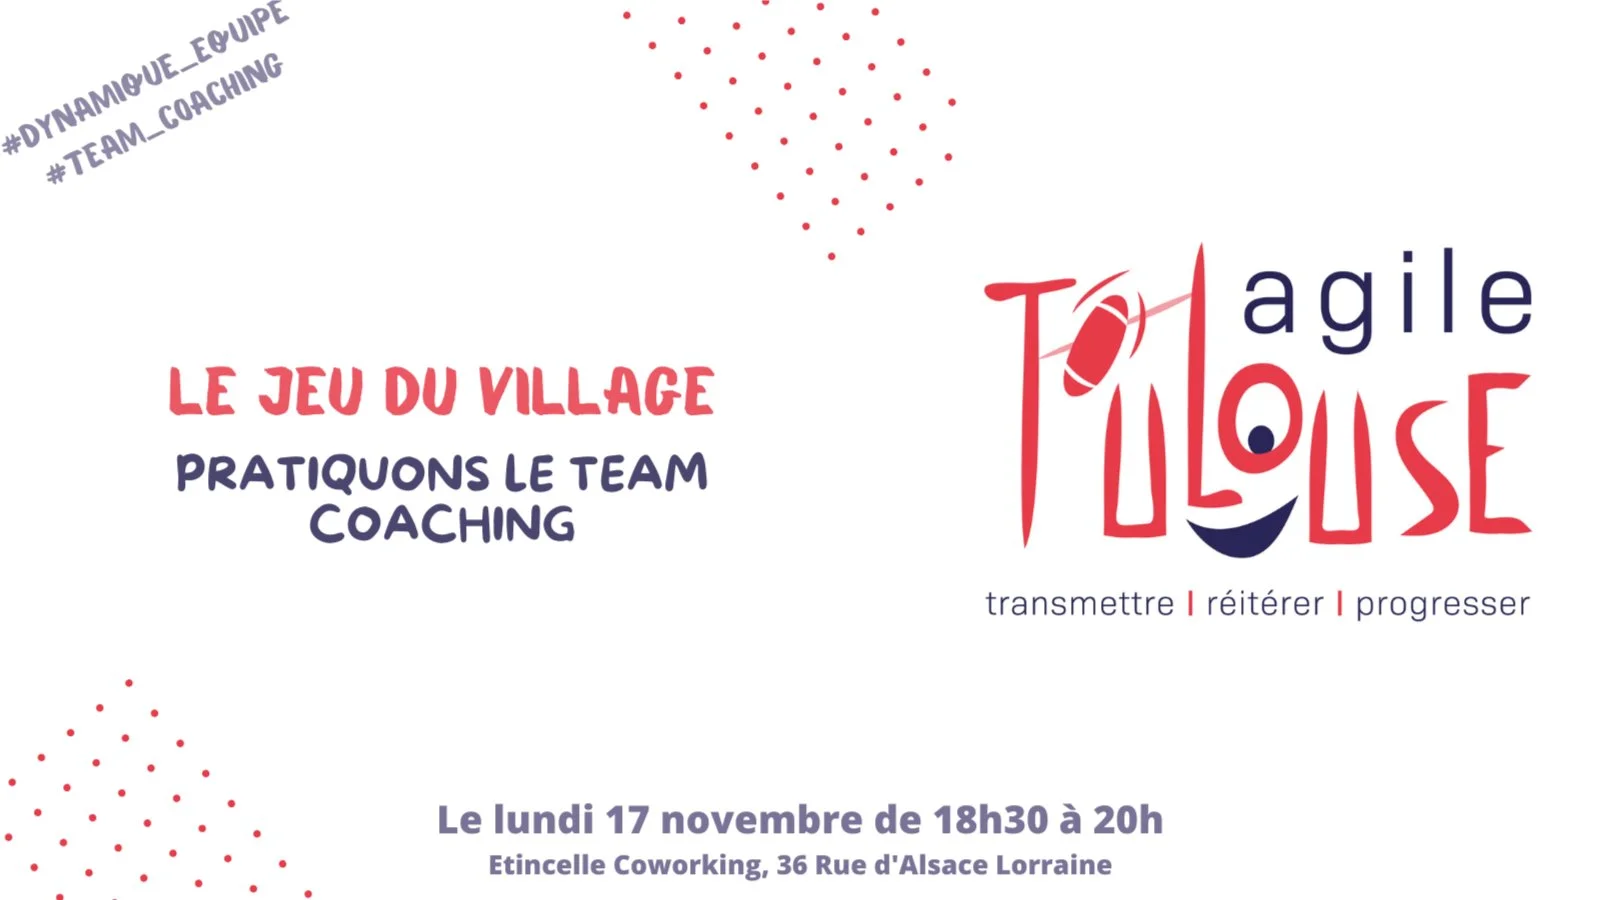 #DYNAMIQUE_EQUIPE
#TEAM_COACHING
LE JEU DU VILLAGE
PRATIQUONS LE TEAM
COACHING
agile
TOULOUSE
transmettre | réitérer | progresser
Le lundi 17 novembre de 18h30 à 20h
Etincelle Coworking, 36 Rue d'Alsace Lorraine